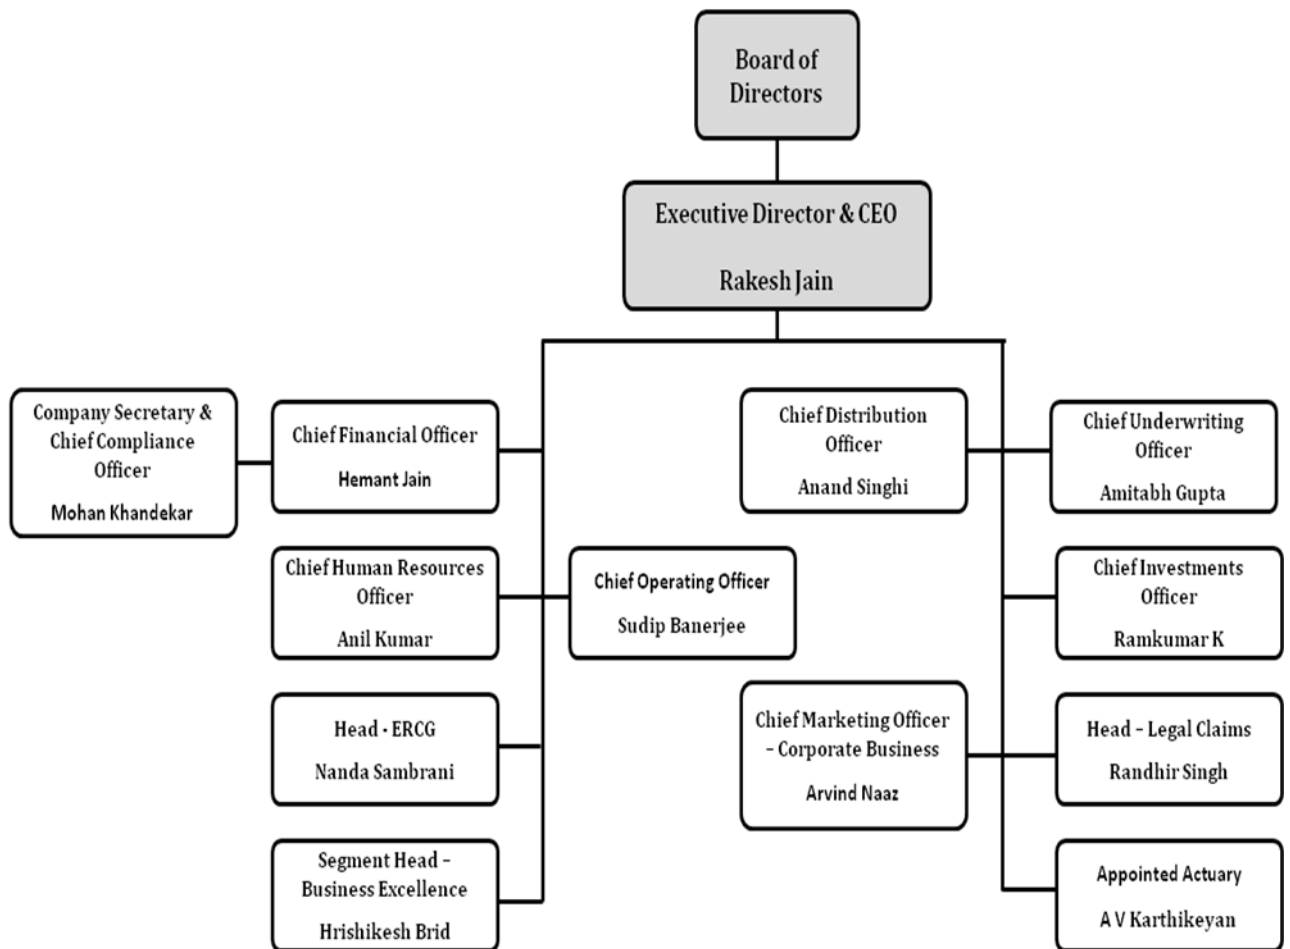 Board of
Directors
Executive Director & CEO
Rakesh Jain
Company Secretary &
Chief Compliance
Officer
Mohan Khandekar
Chief Financial Officer
Hemant Jain
Chief Distribution
Officer
Anand Singhi
Chief Underwriting
Officer
Amitabh Gupta
Chief Human Resources
Officer
Anil Kumar
Chief Operating Officer
Sudip Banerjee
Chief Investments
Officer
Ramkumar K
Head - ERCG
Nanda Sambrani
Chief Marketing Officer
– Corporate Business
Arvind Naaz
Head – Legal Claims
Randhir Singh
Segment Head –
Business Excellence
Hrishikesh Brid
Appointed Actuary
A V Karthikeyan